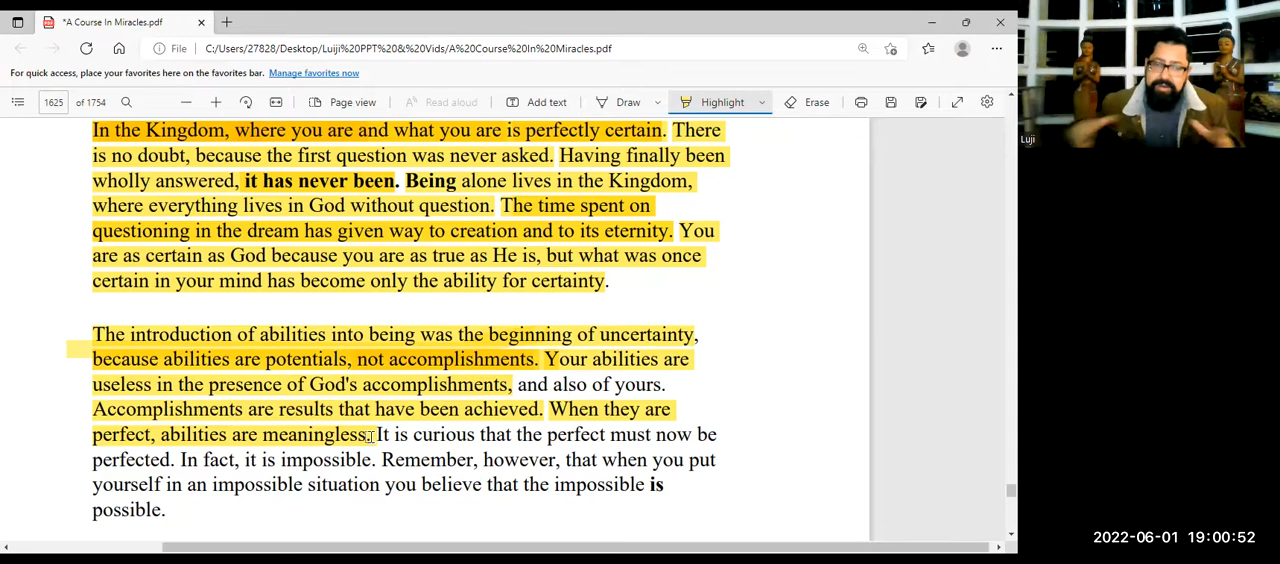 *A Course In Miracles.pdf
File C:/Users/27828/Desktop/Luiji%20PPT%20&%20Vids/A%20Course%20In%20Miracles.pdf
For quick access, place your favorites here on the favorites bar. Manage favorites now
1625 of 1754 Page view Read aloud Add text Draw Highlight Erase
In the Kingdom, where you are and what you are is perfectly certain. There
is no doubt, because the first question was never asked. Having finally been
wholly answered, it has never been. Being alone lives in the Kingdom,
where everything lives in God without question. The time spent on
questioning in the dream has given way to creation and to its eternity. You
are as certain as God because you are as true as He is, but what was once
certain in your mind has become only the ability for certainty.
The introduction of abilities into being was the beginning of uncertainty,
because abilities are potentials, not accomplishments. Your abilities are
useless in the presence of God's accomplishments, and also of yours.
Accomplishments are results that have been achieved. When they are
perfect, abilities are meaningless. It is curious that the perfect must now be
perfected. In fact, it is impossible. Remember, however, that when you put
yourself in an impossible situation you believe that the impossible is
possible.
Luji
2022-06-01 19:00:52